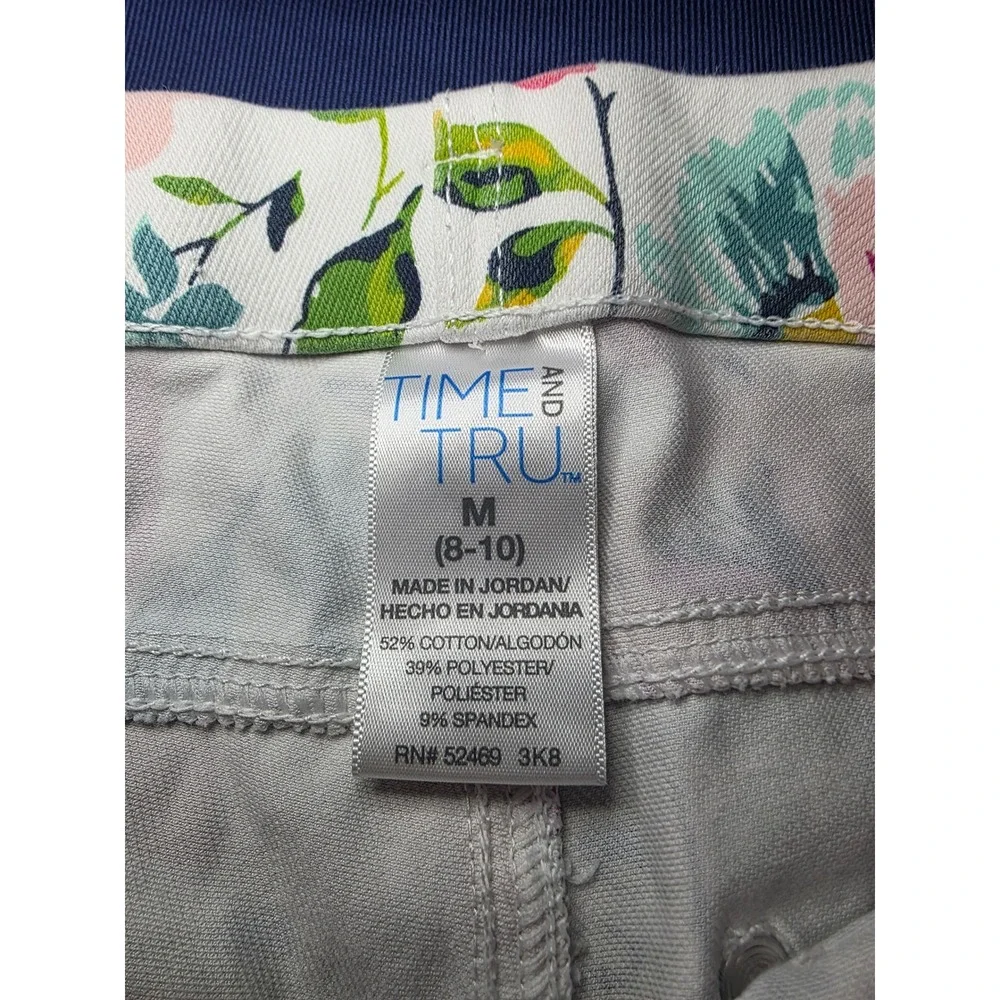 TIME AND
TRU™
M
(8-10)
MADE IN JORDAN/
HECHO EN JORDANIA
52% COTTON/ALGODÓN
39% POLYESTER/
POLIÉSTER
9% SPANDEX
RN# 52469 3K8